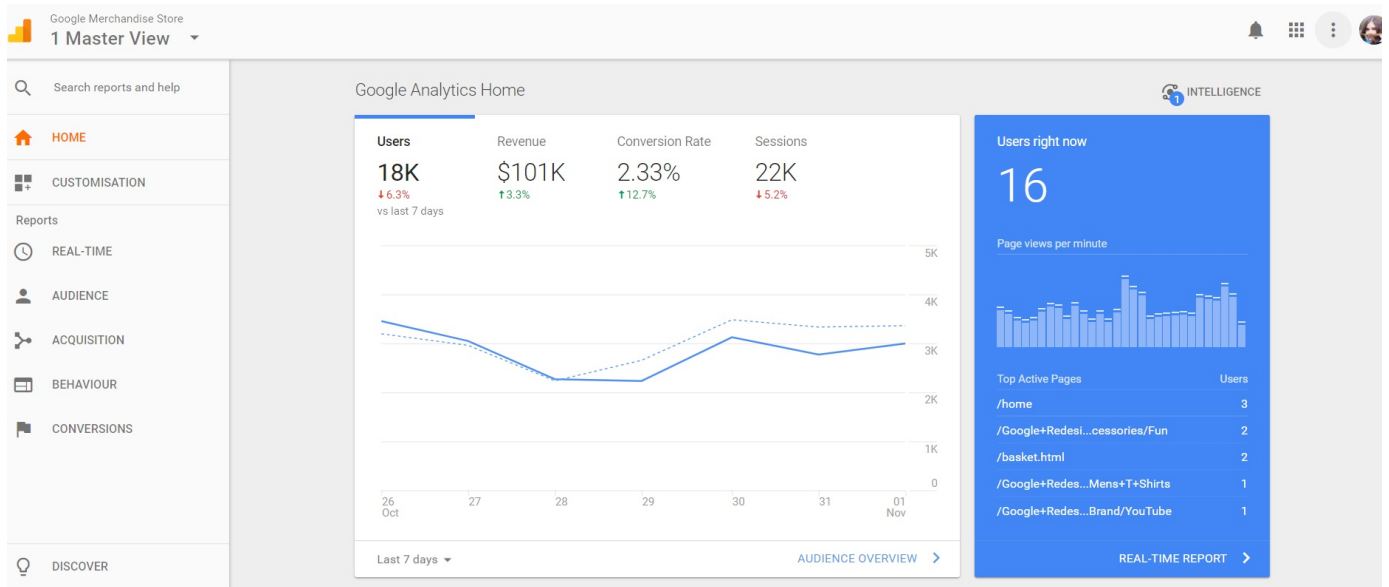 Google Merchandise Store
1 Master View
Search reports and help
HOME
CUSTOMISATION
Reports
REAL-TIME
AUDIENCE
ACQUISITION
BEHAVIOUR
CONVERSIONS
DISCOVER
Google Analytics Home
INTELLIGENCE
1
Users Revenue Conversion Rate Sessions
18K $101K 2.33% 22K
↓6.3% ↑3.3% ↑12.7% ↓5.2%
vs last 7 days
5K
4K
3K
2K
1K
0
26 27 28 29 30 31 01
Oct Nov
Last 7 days
AUDIENCE OVERVIEW
Users right now
16
Page views per minute
Top Active Pages Users
/home 3
/Google+Redesi...cessories/Fun 2
/basket.html 2
/Google+Redes...Mens+T+Shirts 1
/Google+Redes...Brand/YouTube 1
REAL-TIME REPORT